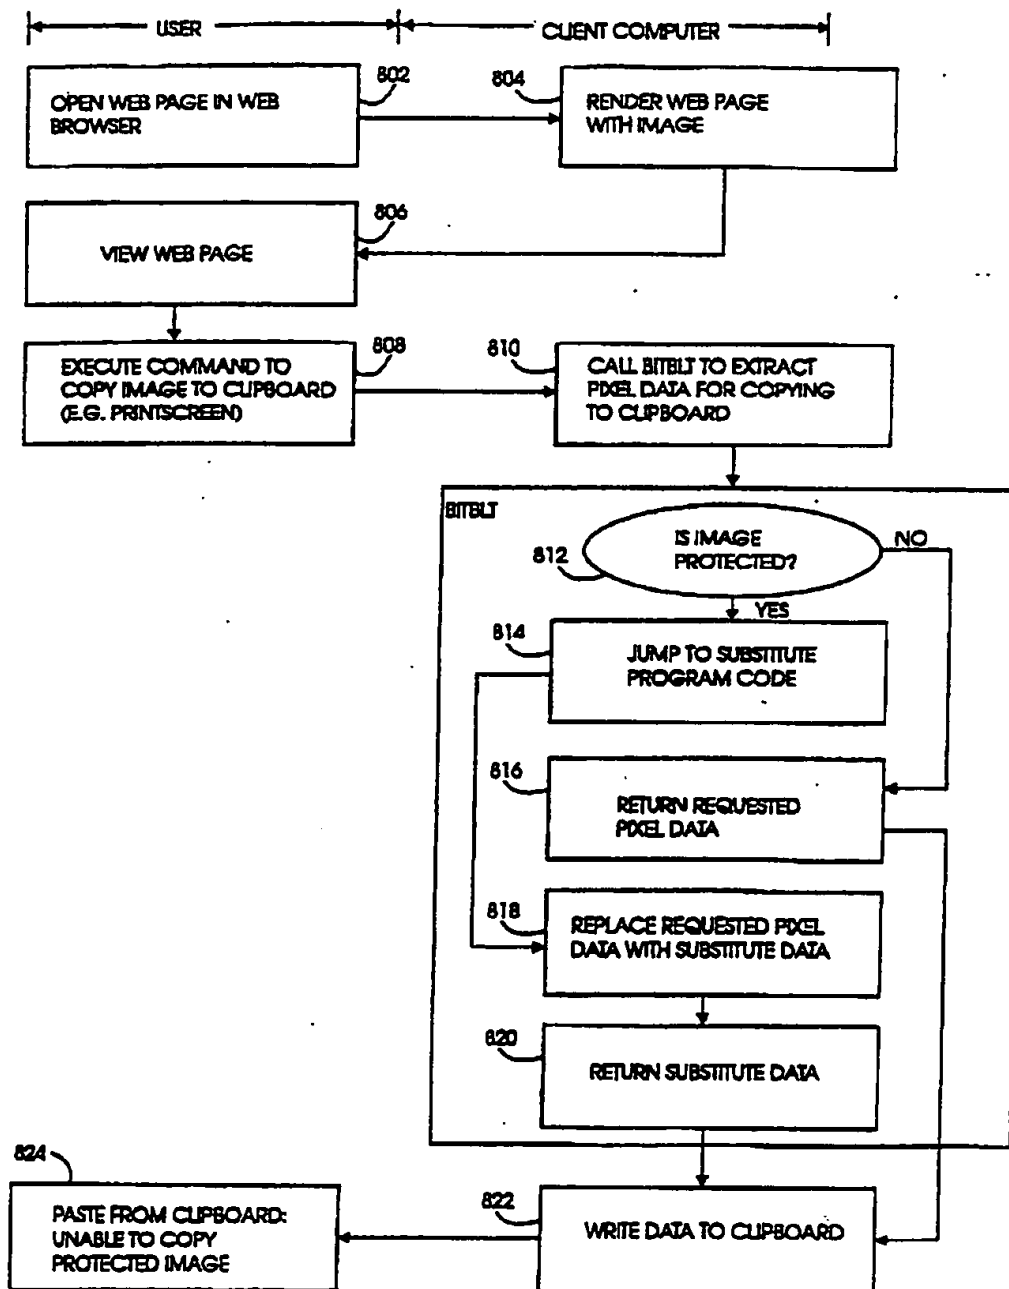 USER
CLIENT COMPUTER
802
OPEN WEB PAGE IN WEB
BROWSER
804
RENDER WEB PAGE
WITH IMAGE
806
VIEW WEB PAGE
808
EXECUTE COMMAND TO
COPY IMAGE TO CLIPBOARD
(E.G. PRINTSCREEN)
810
CALL BITBLT TO EXTRACT
PIXEL DATA FOR COPYING
TO CLIPBOARD
BITBLT
IS IMAGE
PROTECTED?
NO
812
YES
814
JUMP TO SUBSTITUTE
PROGRAM CODE
816
RETURN REQUESTED
PIXEL DATA
818
REPLACE REQUESTED PIXEL
DATA WITH SUBSTITUTE DATA
820
RETURN SUBSTITUTE DATA
822
WRITE DATA TO CLIPBOARD
824
PASTE FROM CLIPBOARD:
UNABLE TO COPY
PROTECTED IMAGE